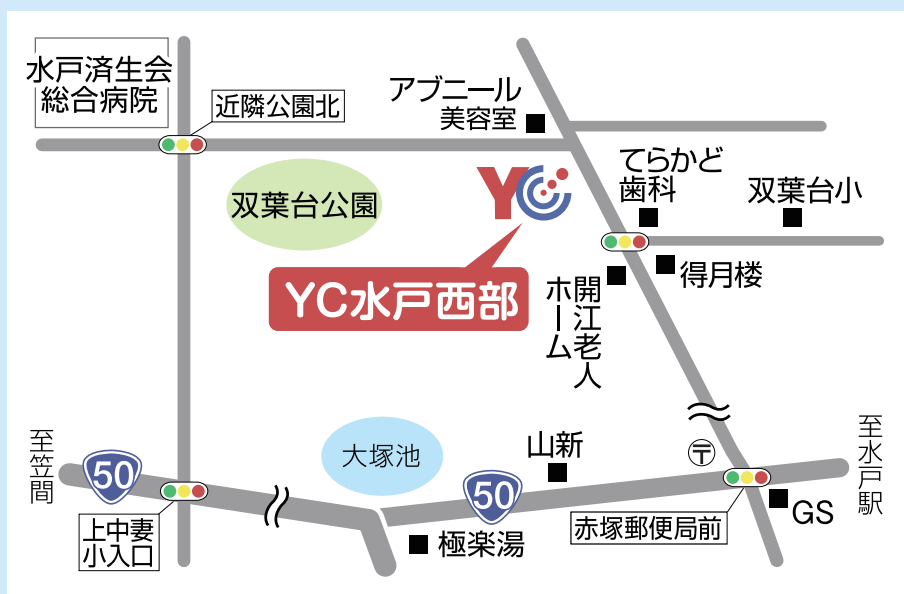 水戸済生会
総合病院
近隣公園北
アブニール
美容室
てらかど
歯科
双葉台小
双葉台公園
YC
YC水戸西部
開江老人
ホーム
得月楼
至笠間
50
上中妻
小入口
大塚池
50
山新
極楽湯
〒
赤塚郵便局前
GS
至水戸駅